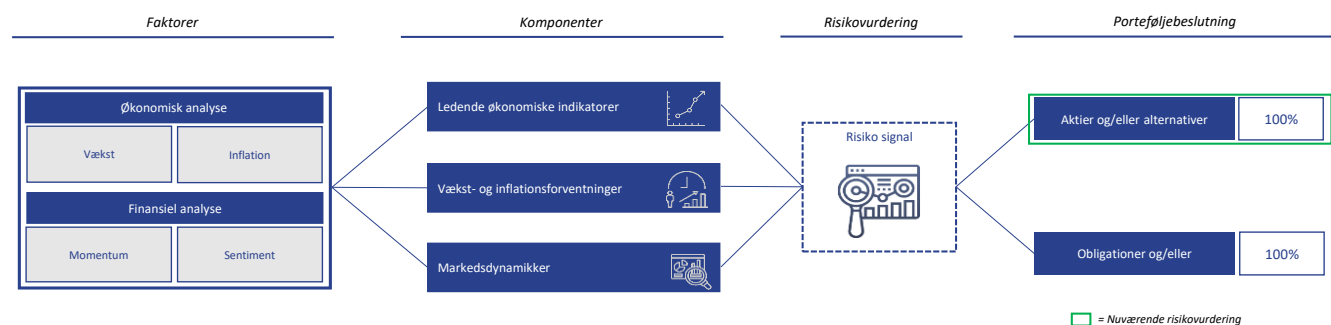 Faktorer
Komponenter
Risikovurdering
Porteføljebeslutning
Økonomisk analyse
Vækst
Inflation
Finansiel analyse
Momentum
Sentiment
Ledende økonomiske indikatorer
Vækst- og inflationsforventninger
Markedsdynamikker
Risiko signal
Aktier og/eller alternativer
100%
Obligationer og/eller
100%
= Nuværende risikovurdering